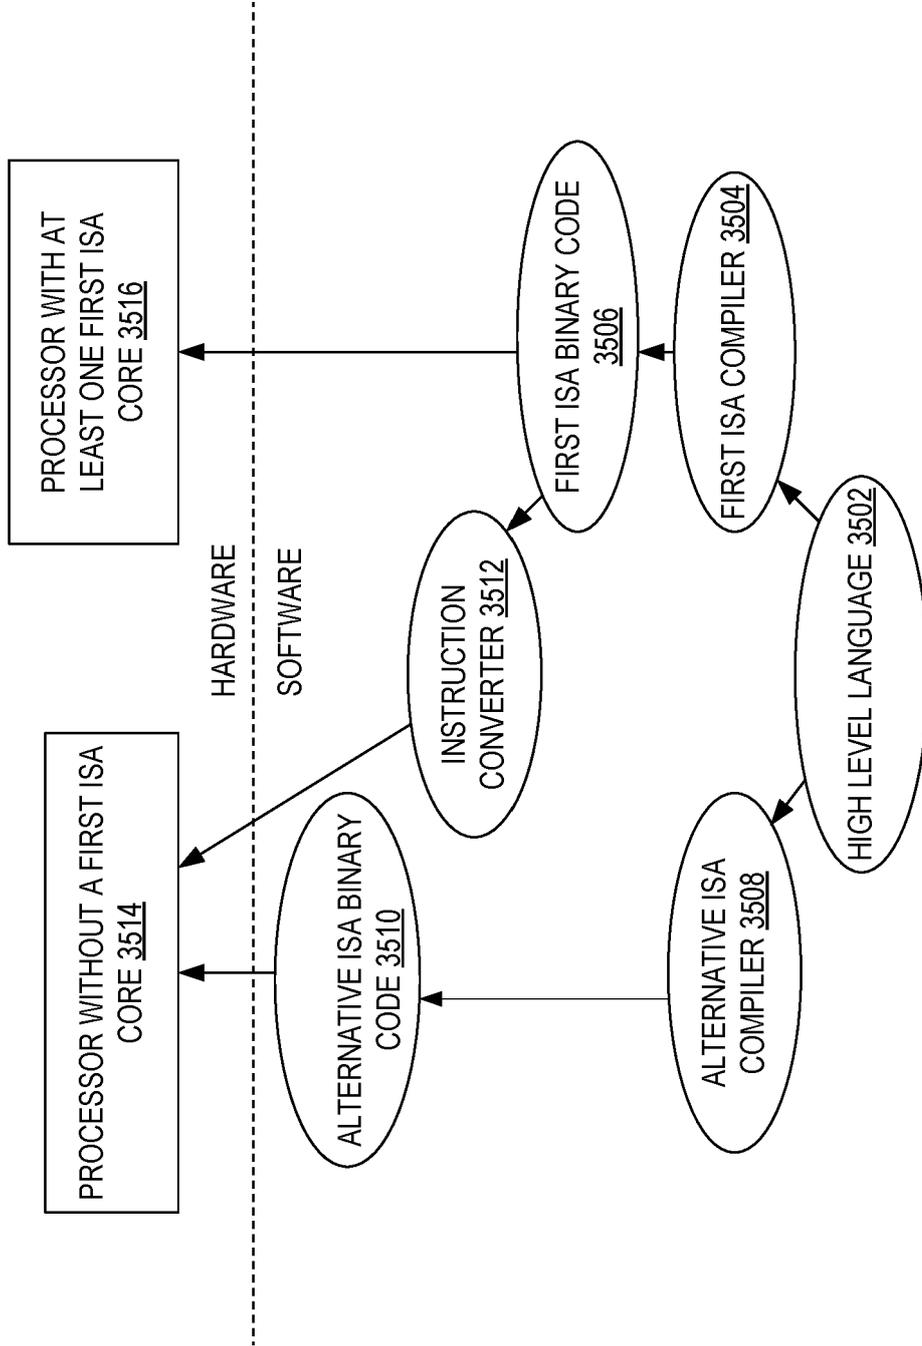 PROCESSOR WITHOUT A FIRST ISA
CORE 3514
PROCESSOR WITH AT
LEAST ONE FIRST ISA
CORE 3516
HARDWARE
SOFTWARE
ALTERNATIVE ISA BINARY
CODE 3510
INSTRUCTION
CONVERTER 3512
FIRST ISA BINARY CODE
3506
ALTERNATIVE ISA
COMPILER 3508
FIRST ISA COMPILER 3504
HIGH LEVEL LANGUAGE 3502